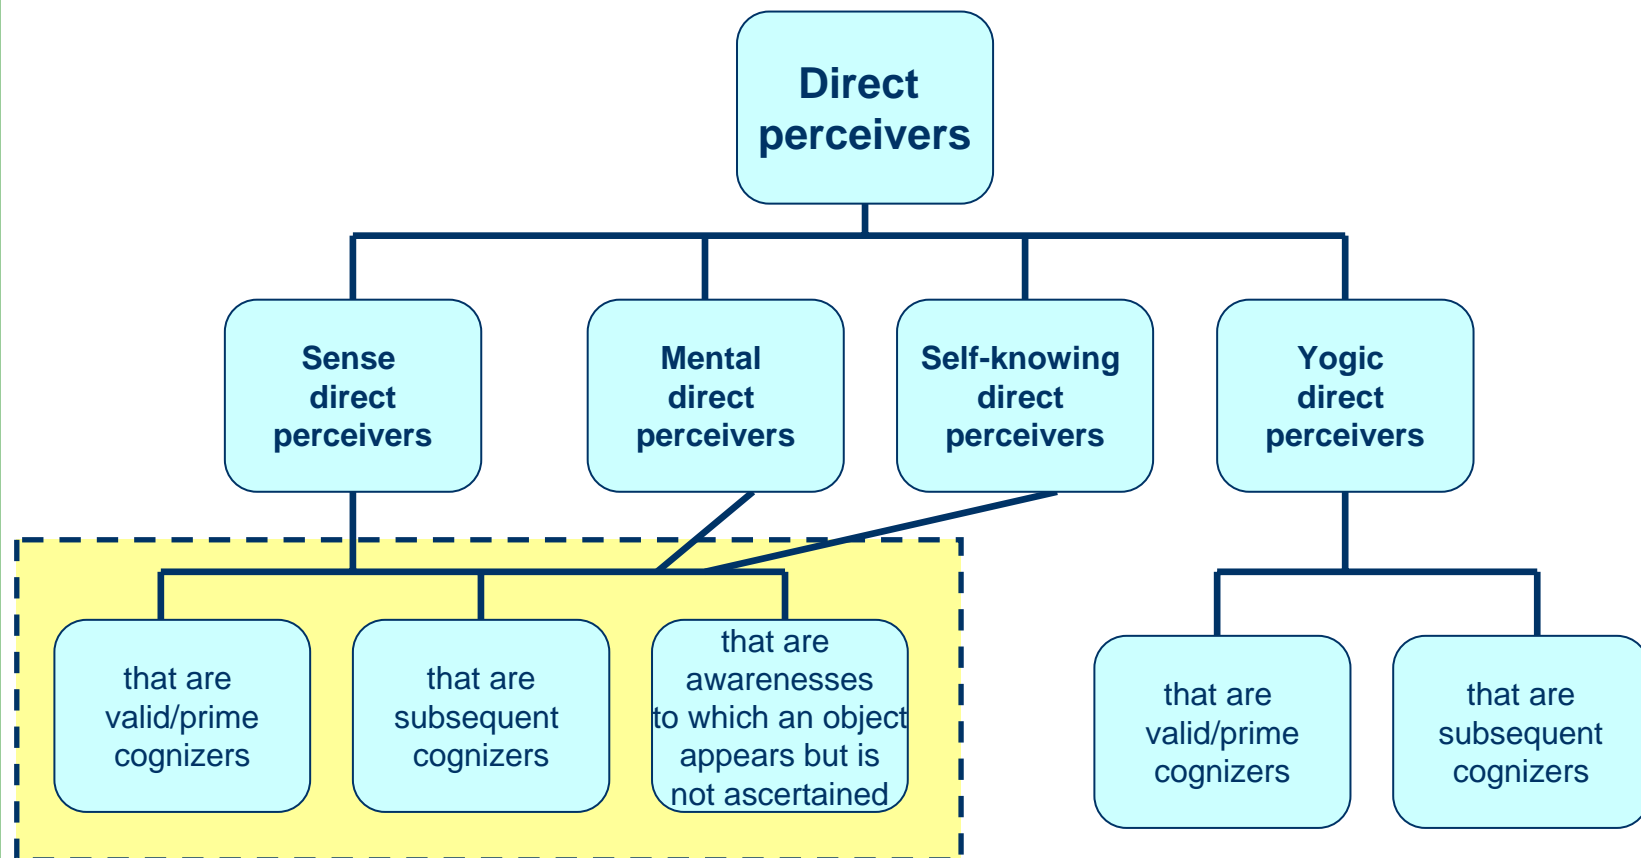 Direct
perceivers
Sense
direct
perceivers
Mental
direct
perceivers
Self-knowing
direct
perceivers
Yogic
direct
perceivers
that are
valid/prime
cognizers
that are
subsequent
cognizers
that are
awarenesses
to which an object
appears but is
not ascertained
that are
valid/prime
cognizers
that are
subsequent
cognizers